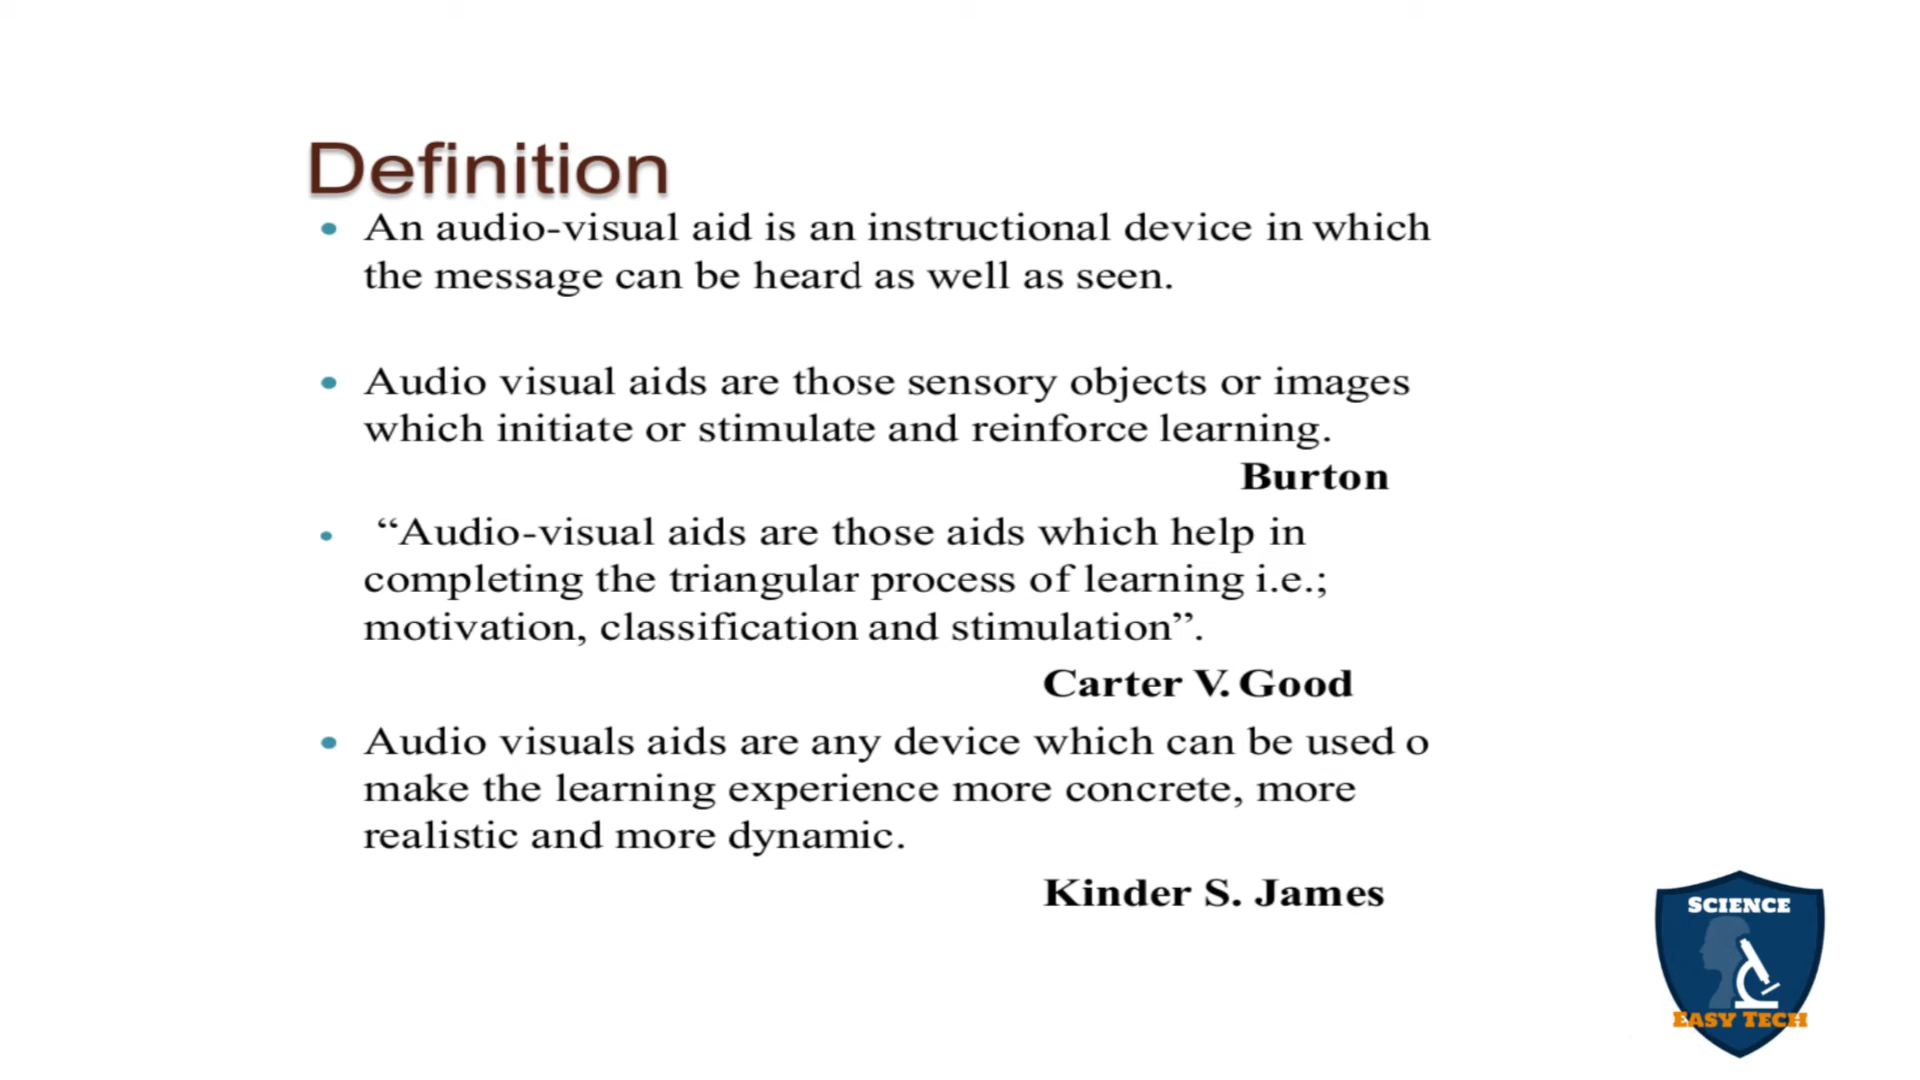 Definition
• An audio-visual aid is an instructional device in which
the message can be heard as well as seen.
• Audio visual aids are those sensory objects or images
which initiate or stimulate and reinforce learning.
Burton
• “Audio-visual aids are those aids which help in
completing the triangular process of learning i.e.;
motivation, classification and stimulation”.
Carter V. Good
• Audio visuals aids are any device which can be used o
make the learning experience more concrete, more
realistic and more dynamic.
Kinder S. James
SCIENCE
EASY TECH